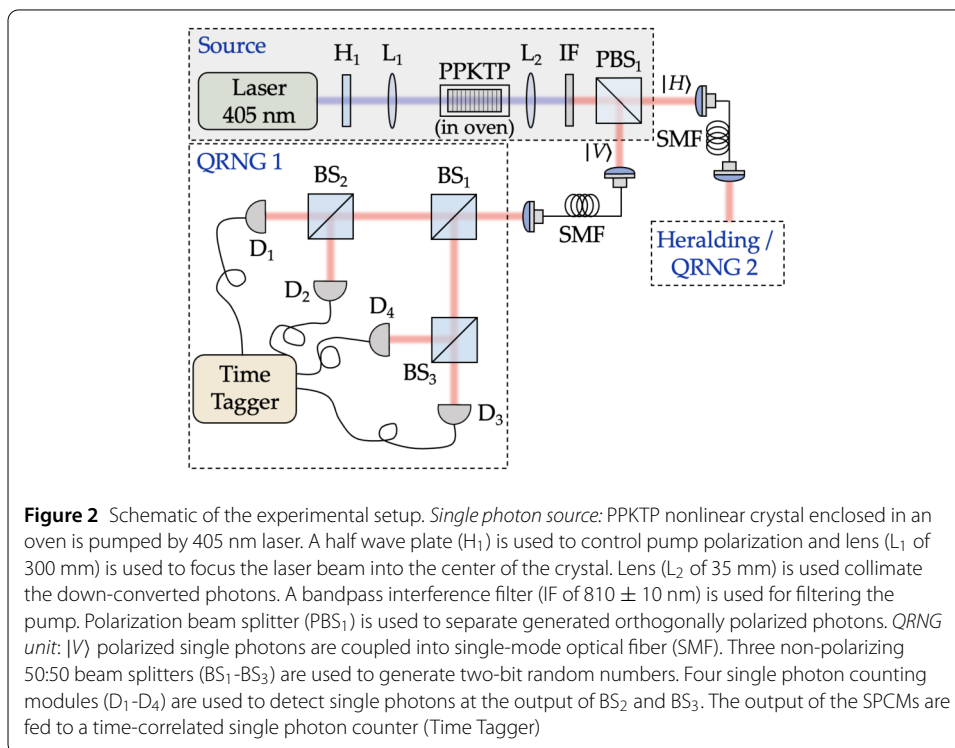 Source
H1
L1
PPKTP
L2
IF
PBS1
Laser
405 nm
(in oven)
|H⟩
|V⟩
SMF
QRNG 1
BS2
BS1
SMF
D1
D2
D4
BS3
D3
Time
Tagger
Heralding /
QRNG 2
Figure 2 Schematic of the experimental setup. Single photon source: PPKTP nonlinear crystal enclosed in an
oven is pumped by 405 nm laser. A half wave plate (H1) is used to control pump polarization and lens (L1 of
300 mm) is used to focus the laser beam into the center of the crystal. Lens (L2 of 35 mm) is used collimate
the down-converted photons. A bandpass interference filter (IF of 810 ± 10 nm) is used for filtering the
pump. Polarization beam splitter (PBS1) is used to separate generated orthogonally polarized photons. QRNG
unit: |V⟩ polarized single photons are coupled into single-mode optical fiber (SMF). Three non-polarizing
50:50 beam splitters (BS1-BS3) are used to generate two-bit random numbers. Four single photon counting
modules (D1-D4) are used to detect single photons at the output of BS2 and BS3. The output of the SPCMs are
fed to a time-correlated single photon counter (Time Tagger)